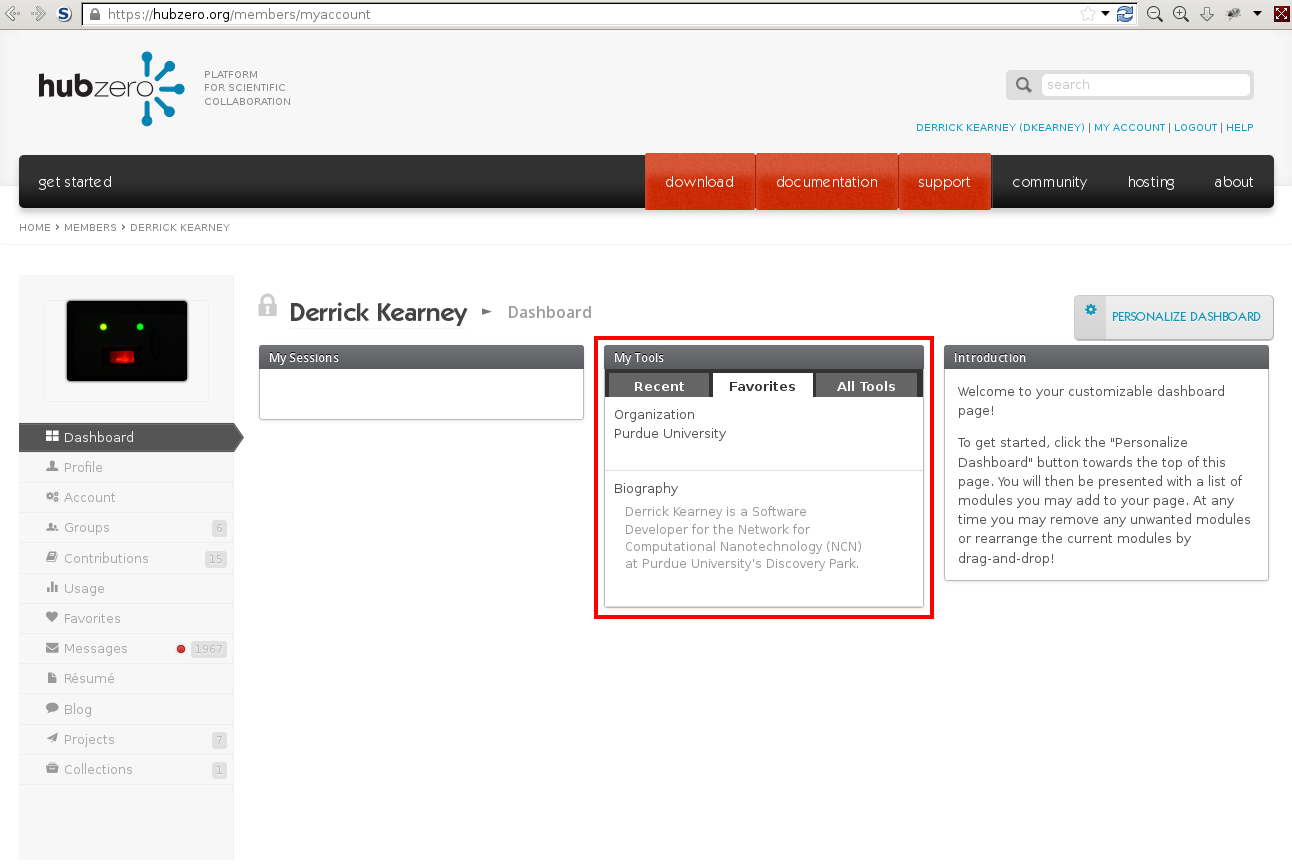 https://hubzero.org/members/myaccount
hubzero
PLATFORM
FOR SCIENTIFIC
COLLABORATION
search
DERRICK KEARNEY (DKEARNEY) | MY ACCOUNT | LOGOUT | HELP
get started download documentation support community hosting about
HOME › MEMBERS › DERRICK KEARNEY
Dashboard
Profile
Account
Groups 6
Contributions 15
Usage
Favorites
Messages 1967
Résumé
Blog
Projects 7
Collections 1
Derrick Kearney ► Dashboard
PERSONALIZE DASHBOARD
My Sessions
My Tools
Recent Favorites All Tools
Organization
Purdue University
Biography
Derrick Kearney is a Software
Developer for the Network for
Computational Nanotechnology (NCN)
at Purdue University's Discovery Park.
Introduction
Welcome to your customizable dashboard
page!
To get started, click the "Personalize
Dashboard" button towards the top of this
page. You will then be presented with a list of
modules you may add to your page. At any
time you may remove any unwanted modules
or rearrange the current modules by
drag-and-drop!